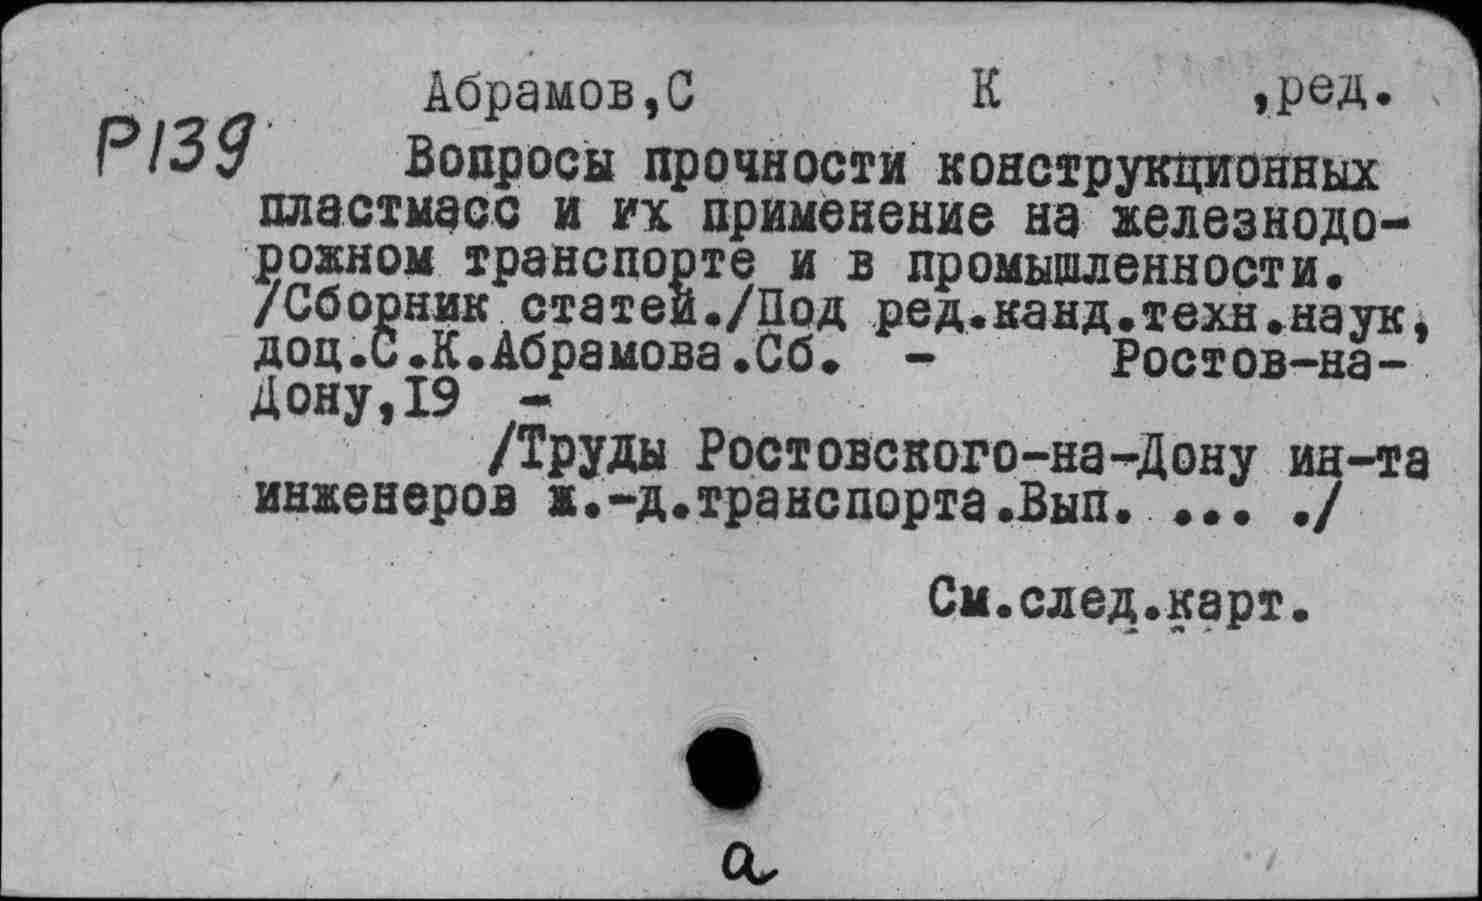 Абрамов,С К ,ред.
Р139
Вопросы прочности конструкционных
пластмасс и их применение на железнодо-
рожном транспорте и в промышленности.
/Сборник статей./Под ред.канд.техн.наук,
доц.С.К.Абрамова.Сб. - Ростов-на-
Дону,19 -
/Труды Ростовского-на-Дону ин-та
инженеров ж.-д.транспорта.Вып. ... ./
См.след.карт.
а